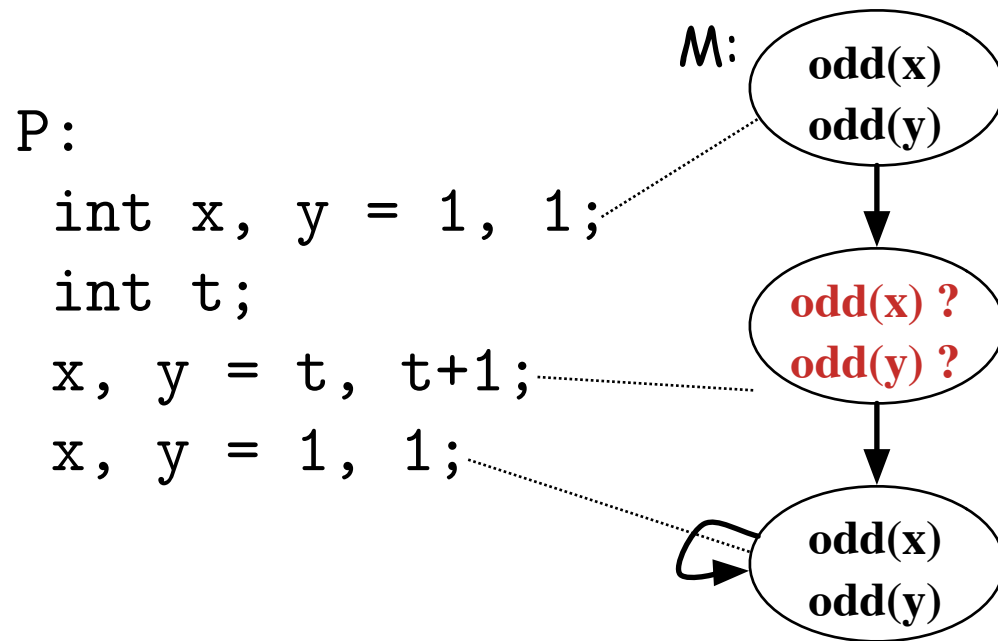 P:
int x, y = 1, 1;
int t;
x, y = t, t+1;
x, y = 1, 1;
M:
odd(x)
odd(y)
odd(x) ?
odd(y) ?
odd(x)
odd(y)